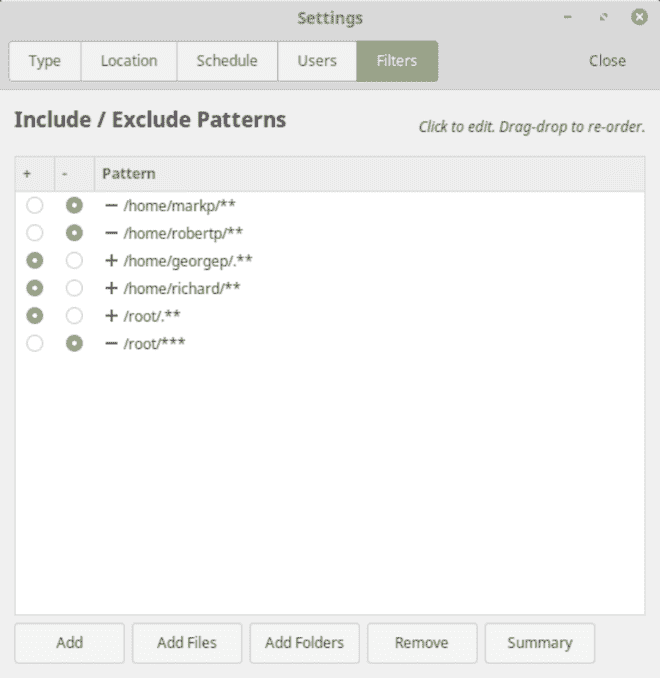 Settings
Type Location Schedule Users Filters Close
Include / Exclude Patterns
Click to edit. Drag-drop to re-order.
+ - Pattern
− /home/markp/**
− /home/robertp/**
+ /home/georgep/.**
+ /home/richard/**
+ /root/.**
− /root/***
Add Add Files Add Folders Remove Summary